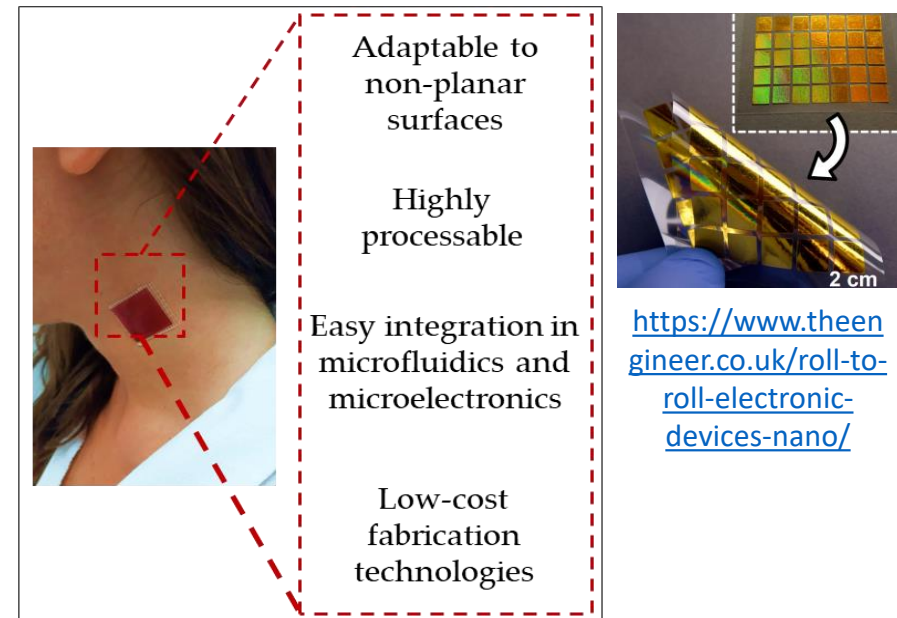 Adaptable to
non-planar
surfaces
Highly
processable
Easy integration in
microfluidics and
microelectronics
Low-cost
fabrication
technologies
2 cm
https://www.theen
gineer.co.uk/roll-to-
roll-electronic-
devices-nano/